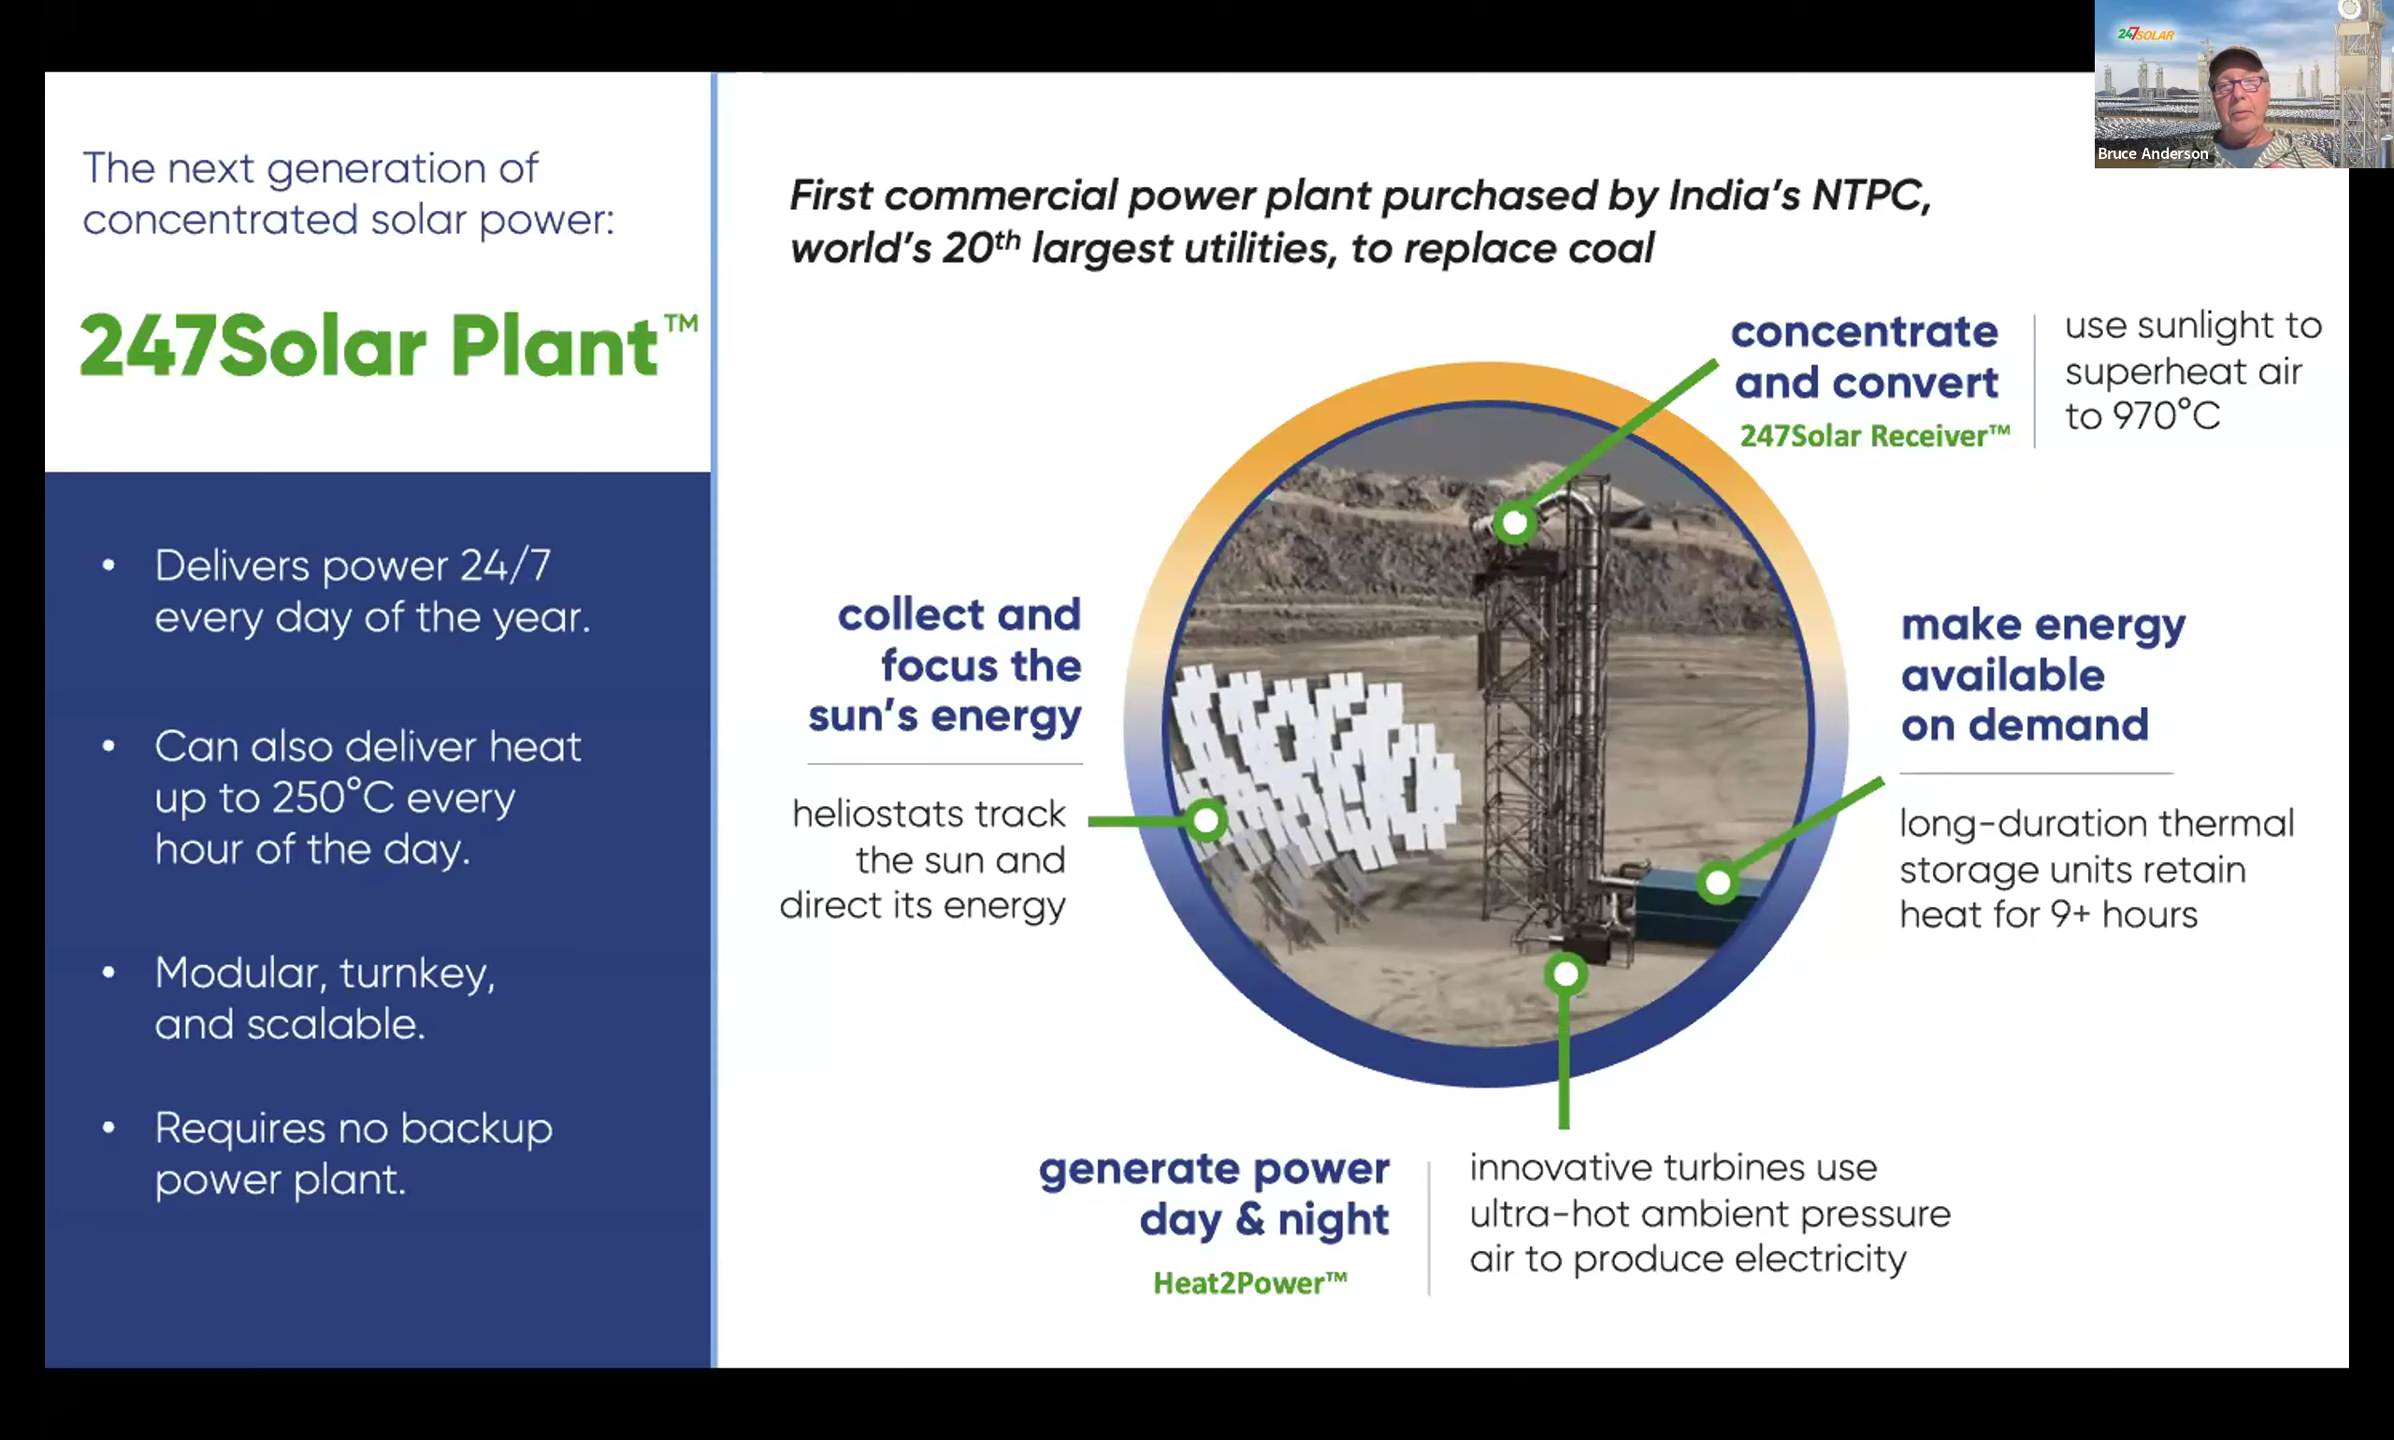 247SOLAR
Bruce Anderson
The next generation of
concentrated solar power:
247Solar Plant™
• Delivers power 24/7
every day of the year.
• Can also deliver heat
up to 250°C every
hour of the day.
• Modular, turnkey,
and scalable.
• Requires no backup
power plant.
First commercial power plant purchased by India's NTPC,
world's 20th largest utilities, to replace coal
concentrate
and convert
247Solar Receiver™
use sunlight to
superheat air
to 970°C
collect and
focus the
sun's energy
heliostats track
the sun and
direct its energy
make energy
available
on demand
long-duration thermal
storage units retain
heat for 9+ hours
generate power
day & night
Heat2Power™
innovative turbines use
ultra-hot ambient pressure
air to produce electricity